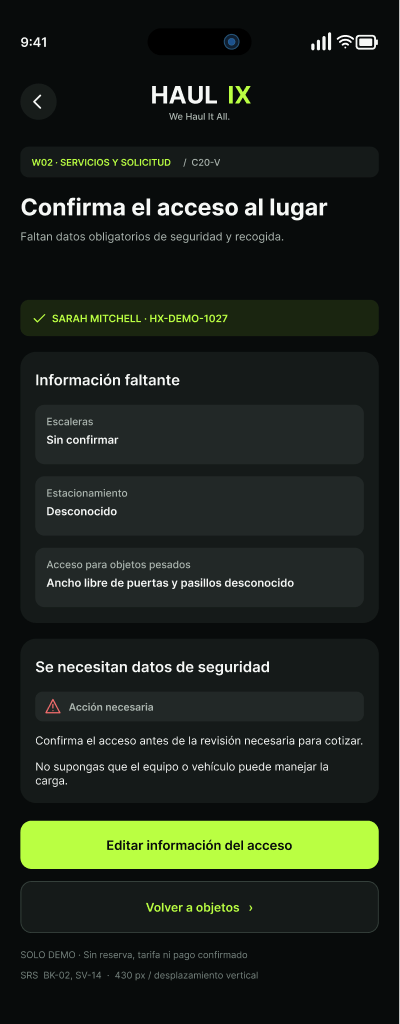 9:41
HAUL IX
We Haul It All.
W02 · SERVICIOS Y SOLICITUD / C20-V
Confirma el acceso al lugar
Faltan datos obligatorios de seguridad y recogida.
SARAH MITCHELL · HX-DEMO-1027
Información faltante
Escaleras
Sin confirmar
Estacionamiento
Desconocido
Acceso para objetos pesados
Ancho libre de puertas y pasillos desconocido
Se necesitan datos de seguridad
Acción necesaria
Confirma el acceso antes de la revisión necesaria para cotizar.
No supongas que el equipo o vehículo puede manejar la
carga.
Editar información del acceso
Volver a objetos ›
SOLO DEMO · Sin reserva, tarifa ni pago confirmado
SRS BK-02, SV-14 · 430 px / desplazamiento vertical